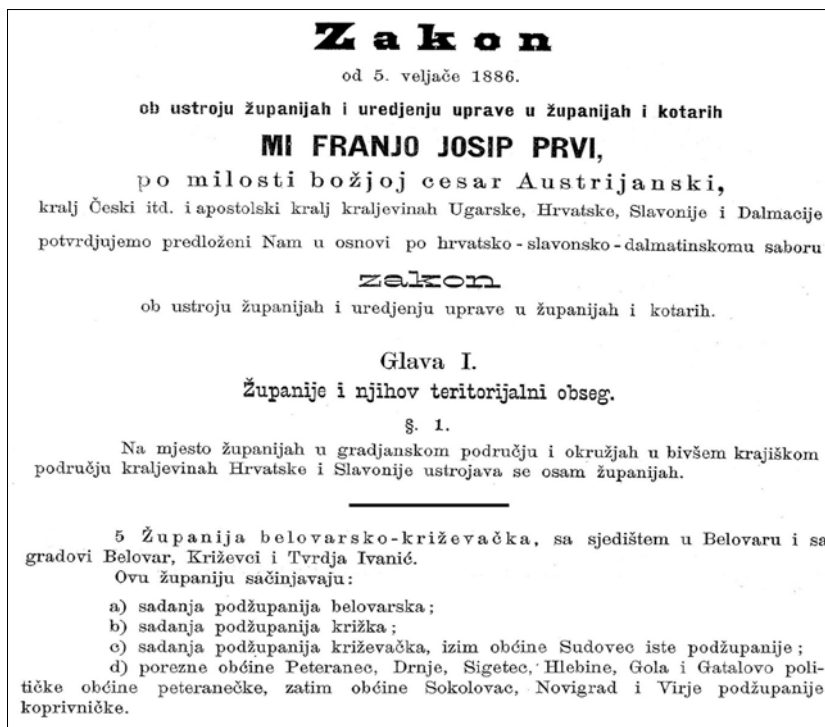 Zakon
od 5. veljače 1886.
ob ustroju županijah i uredjenju uprave u županijah i kotarih
MI FRANJO JOSIP PRVI,
po milosti božjoj cesar Austrijanski,
kralj Česki itd. i apostolski kralj kraljevinah Ugarske, Hrvatske, Slavonije i Dalmacije
potvrdjujemo predloženi Nam u osnovi po hrvatsko-slavonsko-dalmatinskomu saboru
zakon
ob ustroju županijah i uredjenju uprave u županijah i kotarih.
Glava I.
Županije i njihov teritorijalni obseg.
§. 1.
Na mjesto županijah u gradjanskom području i okružjah u bivšem krajiškom
području kraljevinah Hrvatske i Slavonije ustrojava se osam županijah.
5 Županija belovarsko-križevačka, sa sjedištem u Belovaru i sa
gradovi Belovar, Križevci i Tvrdja Ivanić.
Ovu županiju sačinjavaju:
a) sadanja podžupanija belovarska;
b) sadanja podžupanija križka;
c) sadanja podžupanija križevačka, izim obćine Sudovec iste podžupanije;
d) porezne obćine Peteranec, Drnje, Sigetec, Hlebine, Gola i Gatalovo poli-
tičke obćine peteranečke, zatim obćine Sokolovac, Novigrad i Virje podžupanije
koprivničke.